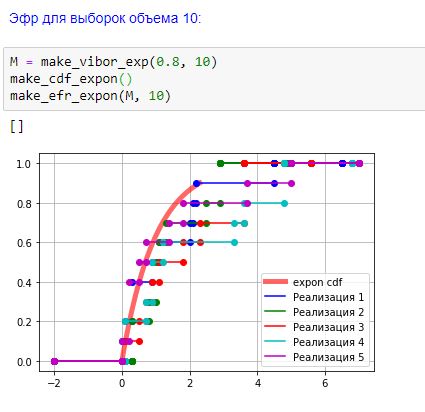 Эфр для выборок объема 10:
M = make_vibor_exp(0.8, 10)
make_cdf_expon()
make_efr_expon(M, 10)
[]
1.0
0.8
0.6
0.4
0.2
0.0
−2 0 2 4 6
expon cdf
Реализация 1
Реализация 2
Реализация 3
Реализация 4
Реализация 5